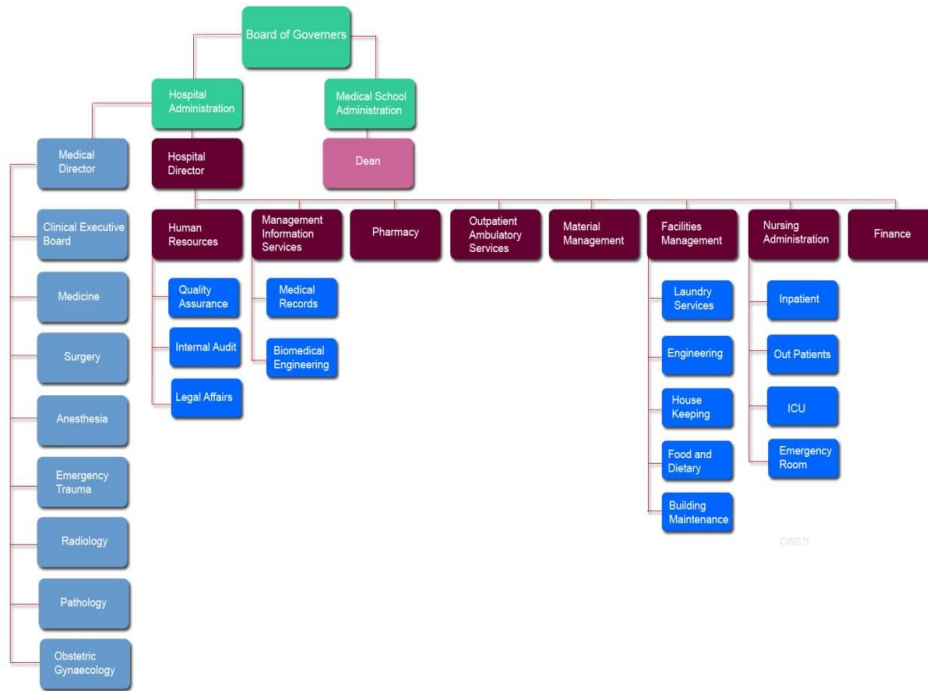 Board of Governers
Hospital
Administration
Medical School
Administration
Medical
Director
Hospital
Director
Dean
Clinical Executive
Board
Human
Resources
Management
Information
Services
Pharmacy
Outpatient
Ambulatory
Services
Material
Management
Facilities
Management
Nursing
Administration
Finance
Medicine
Quality
Assurance
Medical
Records
Laundry
Services
Inpatient
Surgery
Internal Audit
Biomedical
Engineering
Engineering
Out Patients
Anesthesia
Legal Affairs
House
Keeping
ICU
Emergency
Trauma
Food and
Dietary
Emergency
Room
Radiology
Building
Maintenance
Pathology
Obstetric
Gynaecology